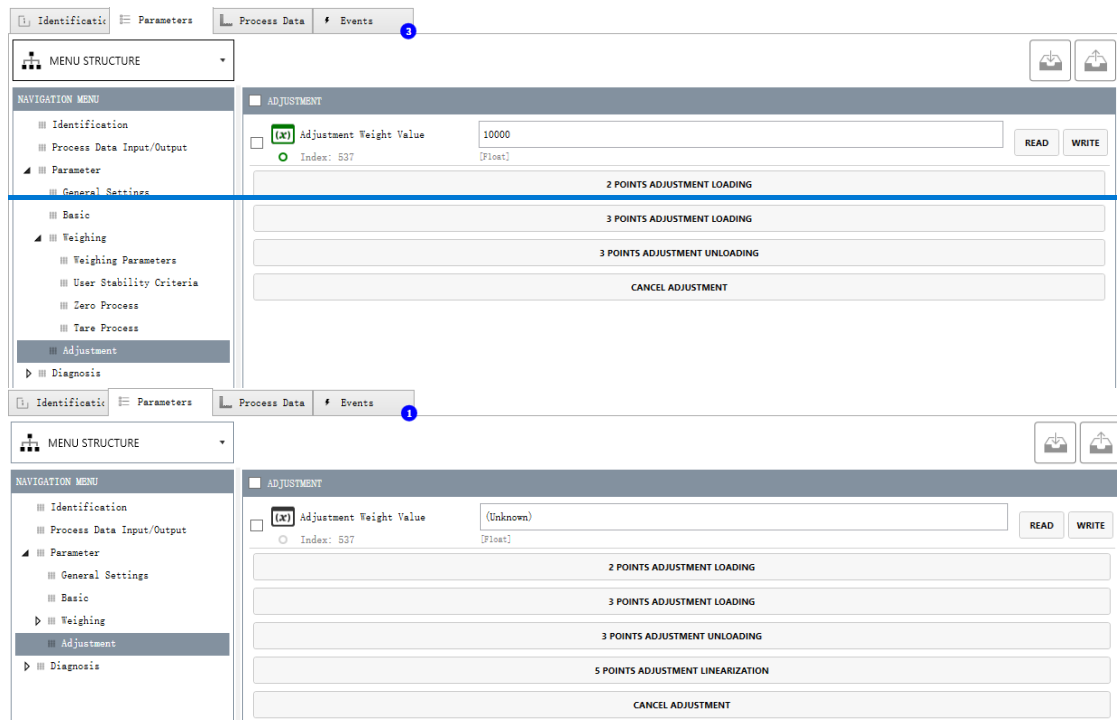 Identificatic Parameters Process Data Events
3
MENU STRUCTURE
NAVIGATION MENU
Identification
Process Data Input/Output
Parameter
General Settings
Basic
Weighing
Weighing Parameters
User Stability Criteria
Zero Process
Tare Process
Adjustment
Diagnosis
ADJUSTMENT
(x) Adjustment Weight Value 10000 READ WRITE
Index: 537 [Float]
2 POINTS ADJUSTMENT LOADING
3 POINTS ADJUSTMENT LOADING
3 POINTS ADJUSTMENT UNLOADING
CANCEL ADJUSTMENT
Identificatic Parameters Process Data Events
1
MENU STRUCTURE
NAVIGATION MENU
Identification
Process Data Input/Output
Parameter
General Settings
Basic
Weighing
Adjustment
Diagnosis
ADJUSTMENT
(x) Adjustment Weight Value (Unknown) READ WRITE
Index: 537 [Float]
2 POINTS ADJUSTMENT LOADING
3 POINTS ADJUSTMENT LOADING
3 POINTS ADJUSTMENT UNLOADING
5 POINTS ADJUSTMENT LINEARIZATION
CANCEL ADJUSTMENT